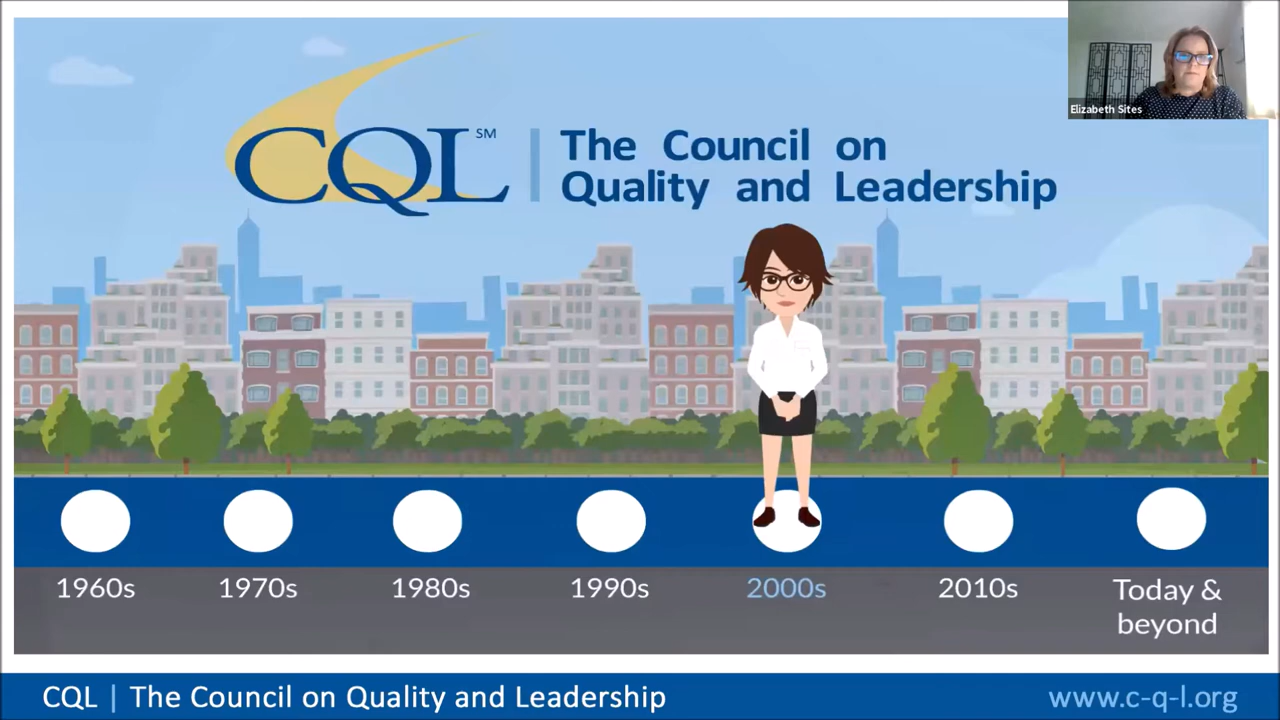 CQL SM
The Council on
Quality and Leadership
Elizabeth Sites
1960s
1970s
1980s
1990s
2000s
2010s
Today &
beyond
CQL | The Council on Quality and Leadership
www.c-q-l.org